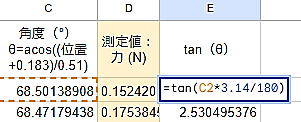 C D E
角度（°）
θ=acos((位置
+0.183)/0.51)
測定値：
力 (N)
tan（θ）
68.50138908 0.152420 =tan(C2*3.14/180)
68.47179438 0.1753845 2.530495376